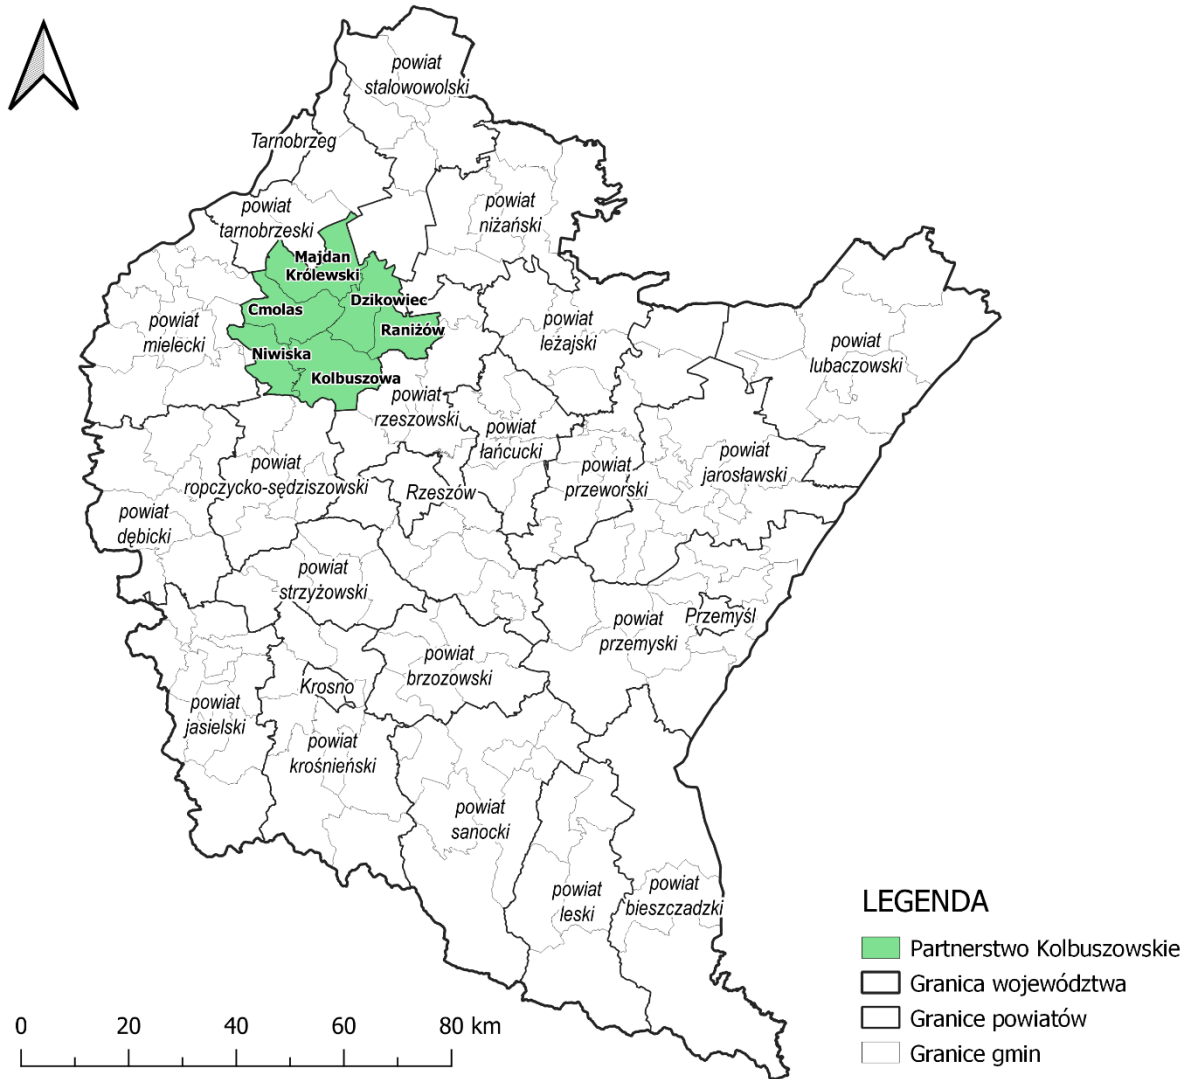 powiat
stalowowolski
Tarnobrzeg
powiat
tarnobrzeski
powiat
niżański
Majdan
Królewski
Dzikowiec
Cmolas
Raniżów
powiat
mielecki
powiat
leżajski
powiat
lubaczowski
Niwiska
Kolbuszowa
powiat
rzeszowski
powiat
łańcucki
powiat
jarosławski
powiat
ropczycko-sędziszowski
powiat
przeworski
Rzeszów
powiat
dębicki
powiat
strzyżowski
powiat
przemyski
Przemyśl
powiat
brzozowski
Krosno
powiat
jasielski
powiat
krośnieński
powiat
sanocki
powiat
leski
powiat
bieszczadzki
LEGENDA
Partnerstwo Kolbuszowskie
Granica województwa
Granice powiatów
Granice gmin
0 20 40 60 80 km